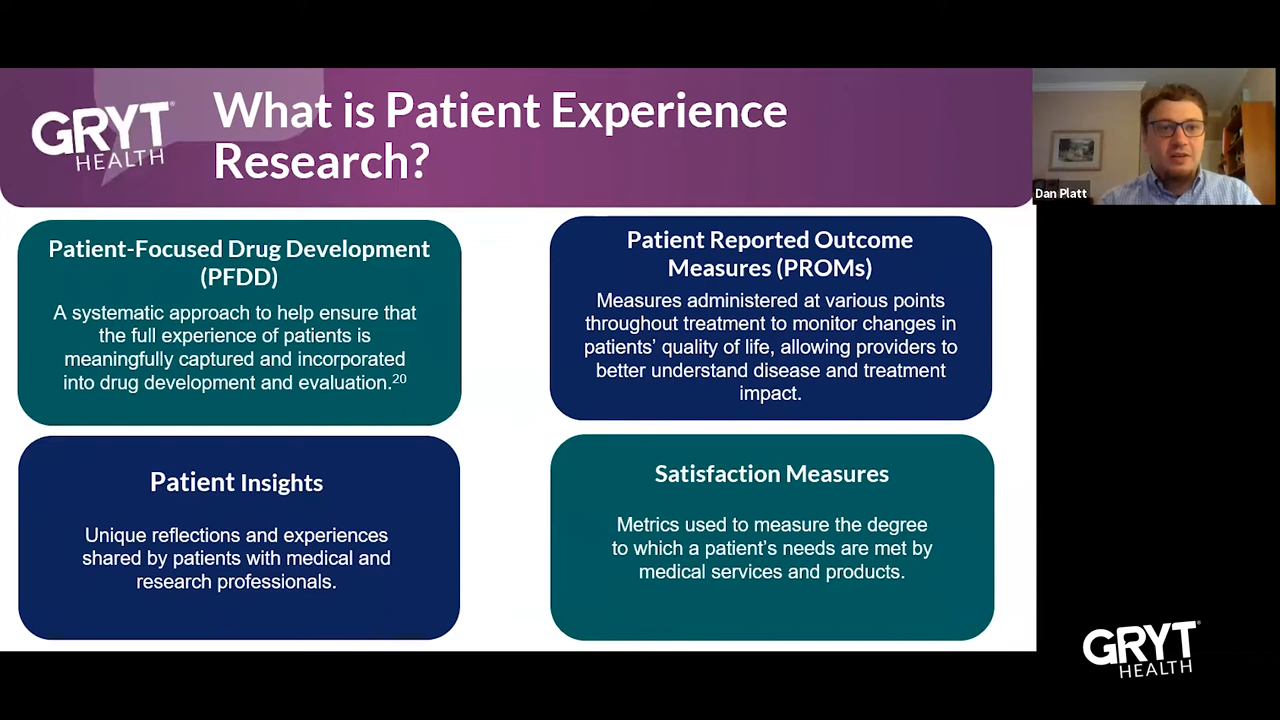 GRYT®
HEALTH
What is Patient Experience
Research?
Dan Platt
Patient-Focused Drug Development
(PFDD)
A systematic approach to help ensure that
the full experience of patients is
meaningfully captured and incorporated
into drug development and evaluation.20
Patient Reported Outcome
Measures (PROMs)
Measures administered at various points
throughout treatment to monitor changes in
patients’ quality of life, allowing providers to
better understand disease and treatment
impact.
Patient Insights
Unique reflections and experiences
shared by patients with medical and
research professionals.
Satisfaction Measures
Metrics used to measure the degree
to which a patient’s needs are met by
medical services and products.
GRYT®
HEALTH